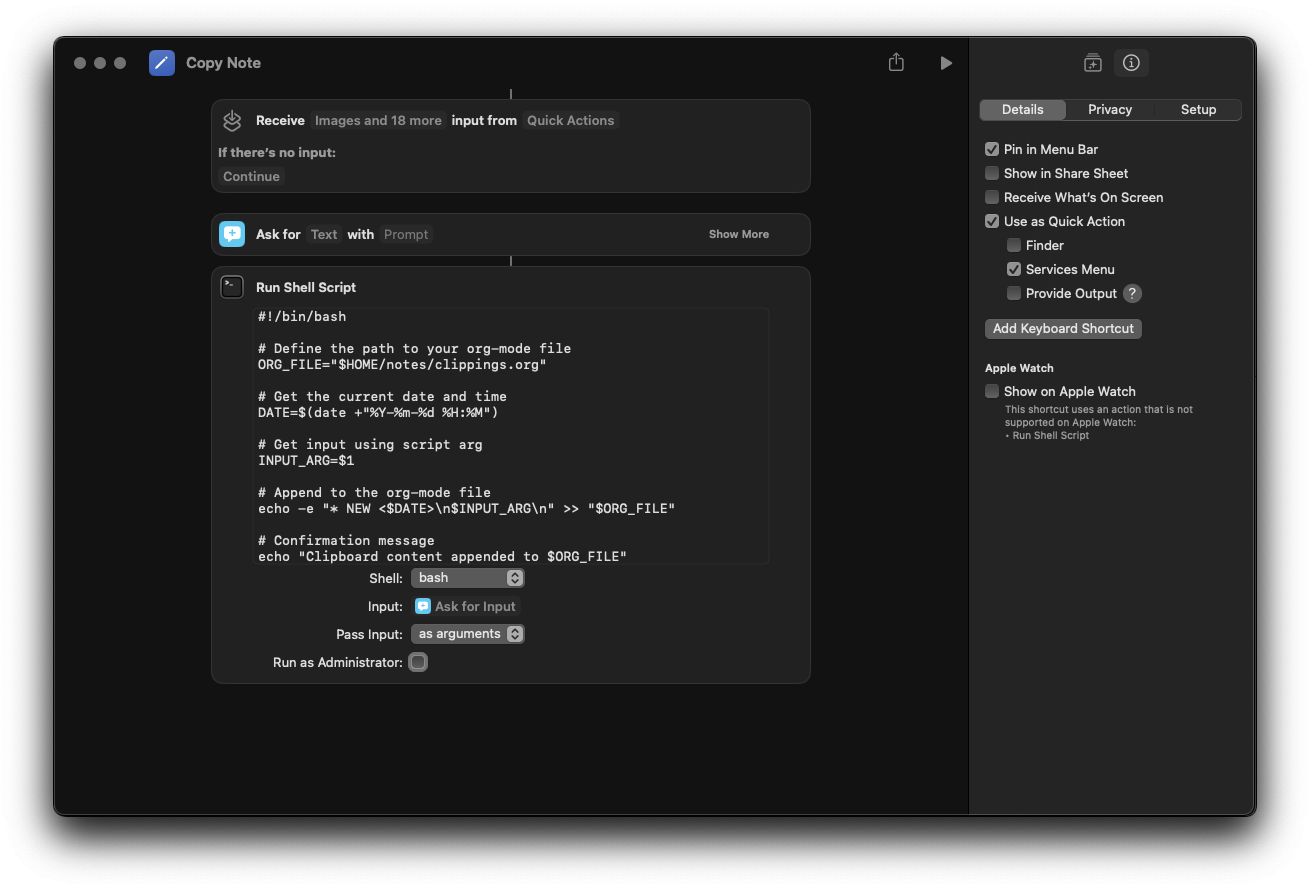 Copy Note
Receive Images and 18 more input from Quick Actions
If there’s no input:
Continue
Ask for Text with Prompt Show More
Run Shell Script
#!/bin/bash
# Define the path to your org-mode file
ORG_FILE="$HOME/notes/clippings.org"
# Get the current date and time
DATE=$(date +"%Y-%m-%d %H:%M")
# Get input using script arg
INPUT_ARG=$1
# Append to the org-mode file
echo -e "* NEW <$DATE>\n$INPUT_ARG\n" >> "$ORG_FILE"
# Confirmation message
echo "Clipboard content appended to $ORG_FILE"
Shell: bash
Input: Ask for Input
Pass Input: as arguments
Run as Administrator:
Details Privacy Setup
Pin in Menu Bar
Show in Share Sheet
Receive What’s On Screen
Use as Quick Action
Finder
Services Menu
Provide Output ?
Add Keyboard Shortcut
Apple Watch
Show on Apple Watch
This shortcut uses an action that is not
supported on Apple Watch:
• Run Shell Script